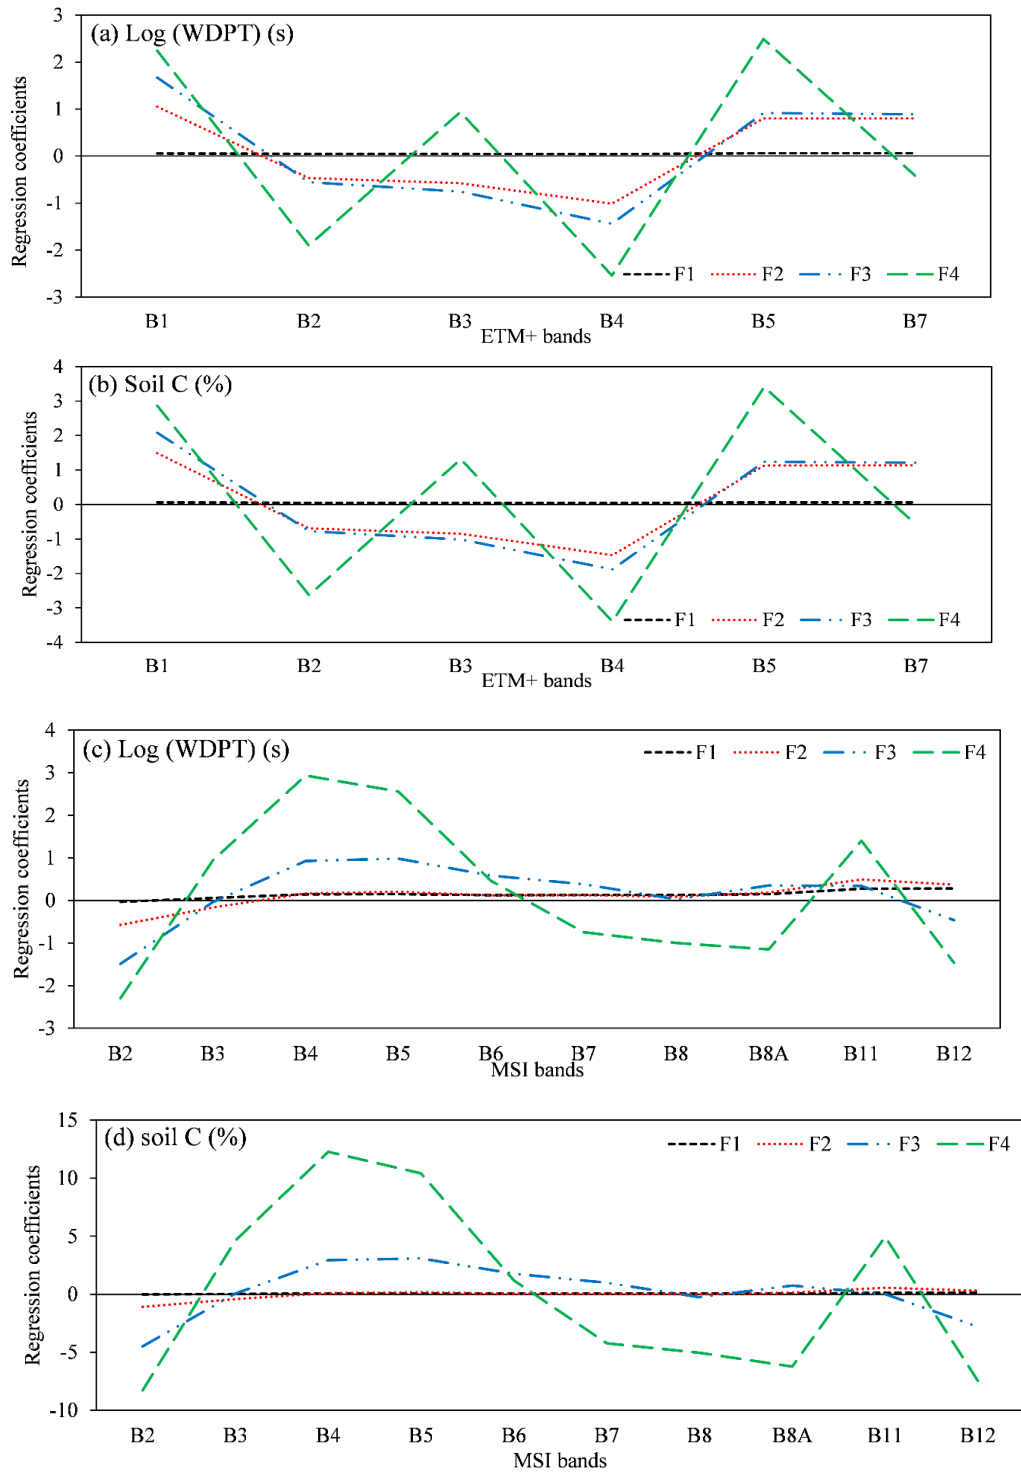 (a) Log (WDPT) (s)
Regression coefficients
3
2
1
0
-1
-2
-3
F1 F2 F3 F4
B1 B2 B3 B4 B5 B7
ETM+ bands
(b) Soil C (%)
Regression coefficients
4
3
2
1
0
-1
-2
-3
-4
F1 F2 F3 F4
B1 B2 B3 B4 B5 B7
ETM+ bands
(c) Log (WDPT) (s)
F1 F2 F3 F4
Regression coefficients
4
3
2
1
0
-1
-2
-3
B2 B3 B4 B5 B6 B7 B8 B8A B11 B12
MSI bands
(d) soil C (%)
F1 F2 F3 F4
Regression coefficients
15
10
5
0
-5
-10
B2 B3 B4 B5 B6 B7 B8 B8A B11 B12
MSI bands